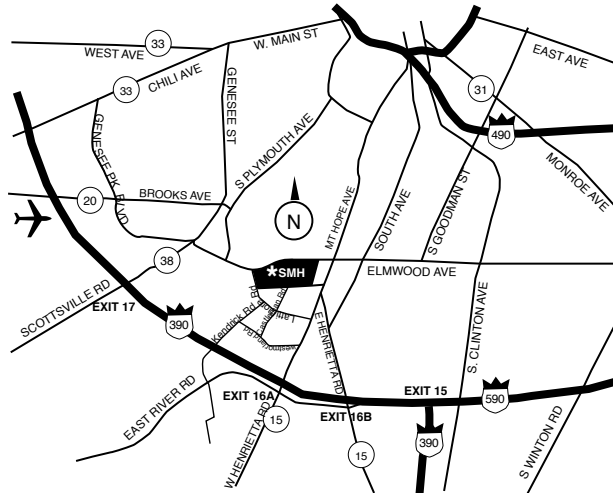 33
WEST AVE
W. MAIN ST
EAST AVE
33
CHILI AVE
31
GENESEE ST
GENESEE PK. BLVD
490
S PLYMOUTH AVE
MONROE AVE
20
BROOKS AVE
S GOODMAN ST
MT HOPE AVE
SOUTH AVE
N
38
*SMH
ELMWOOD AVE
SCOTTSVILLE RD
EXIT 17
390
Kendrick Rd
E HENRIETTA RD
S. CLINTON AVE
EAST RIVER RD
EXIT 16A
EXIT 15
590
15
EXIT 16B
W HENRIETTA RD
390
15
S WINTON RD